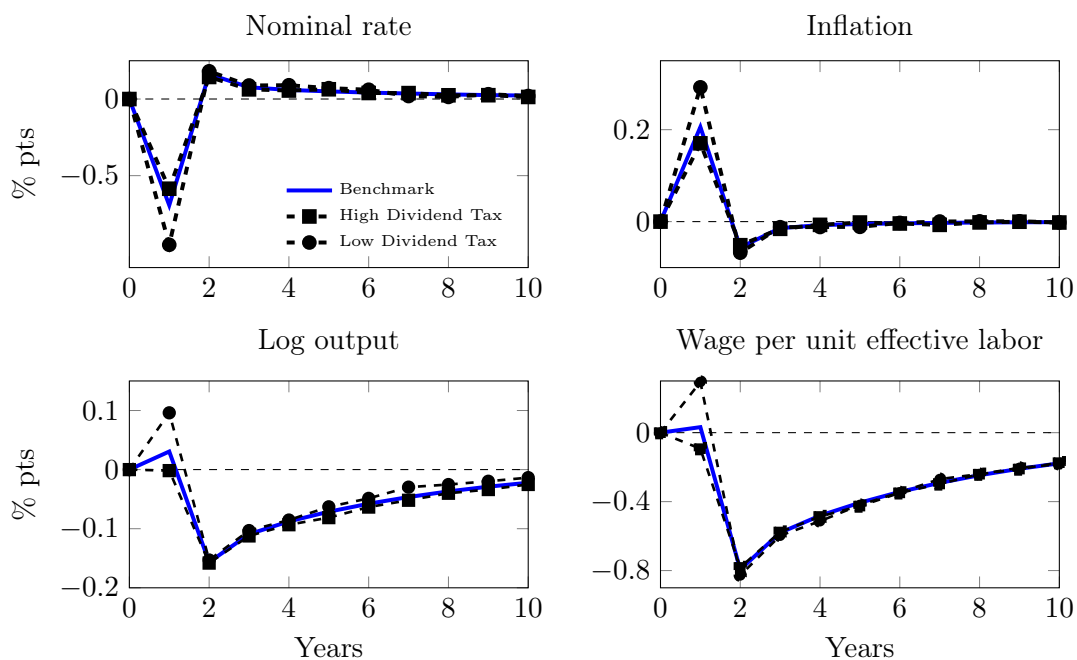 Nominal rate
Inflation
% pts
0
−0.5
Benchmark
High Dividend Tax
Low Dividend Tax
0 2 4 6 8 10
0.2
0
0 2 4 6 8 10
Log output
Wage per unit effective labor
% pts
0.1
0
−0.1
−0.2
0 2 4 6 8 10
Years
0
−0.4
−0.8
0 2 4 6 8 10
Years